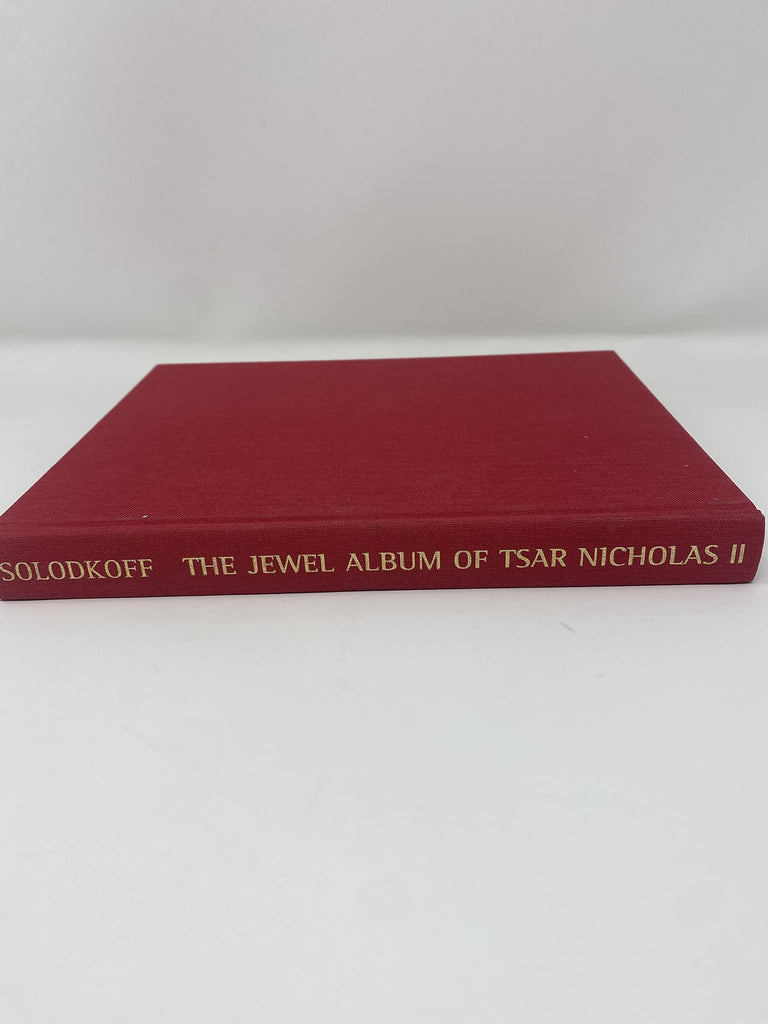 SOLODKOFF THE JEWEL ALBUM OF TSAR NICHOLAS II